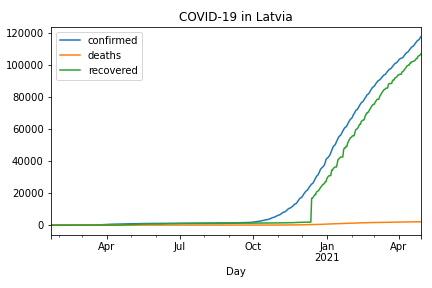 COVID-19 in Latvia
confirmed
deaths
recovered
120000
100000
80000
60000
40000
20000
0
Apr
Jul
Oct
Jan
2021
Apr
Day